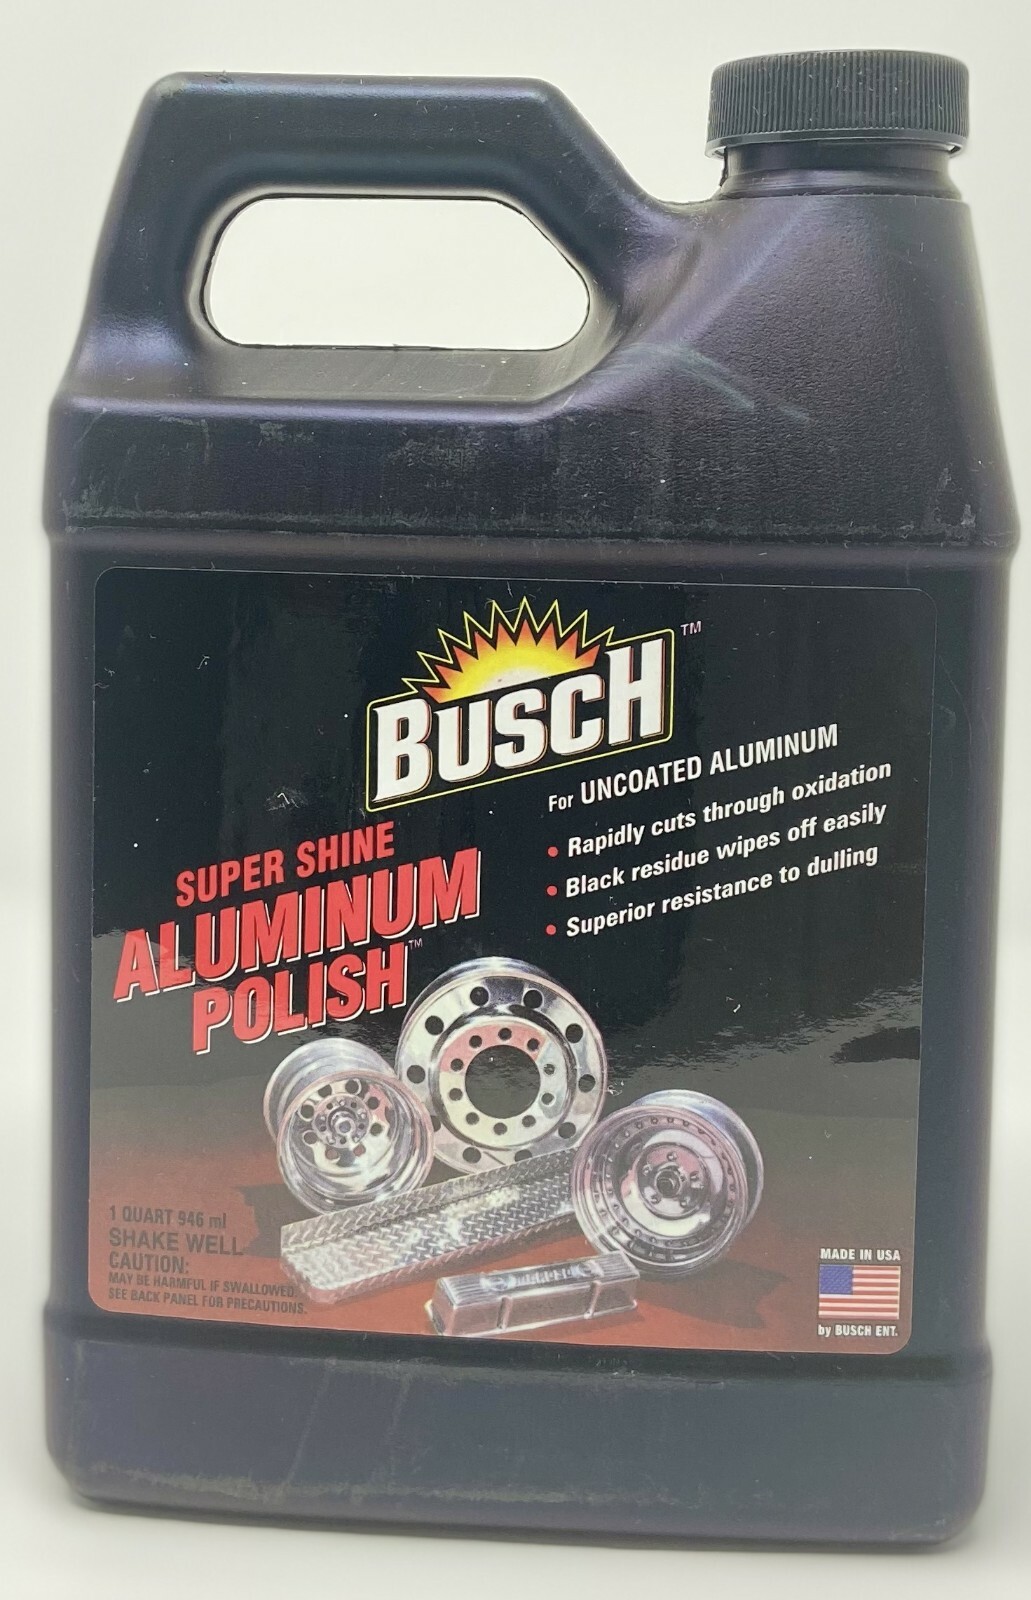 BUSCH™
For UNCOATED ALUMINUM
• Rapidly cuts through oxidation
• Black residue wipes off easily
• Superior resistance to dulling
SUPER SHINE
ALUMINUM
POLISH™
1 QUART 946 ml
SHAKE WELL
CAUTION:
MAY BE HARMFUL IF SWALLOWED.
SEE BACK PANEL FOR PRECAUTIONS.
MADE IN USA
by BUSCH ENT.